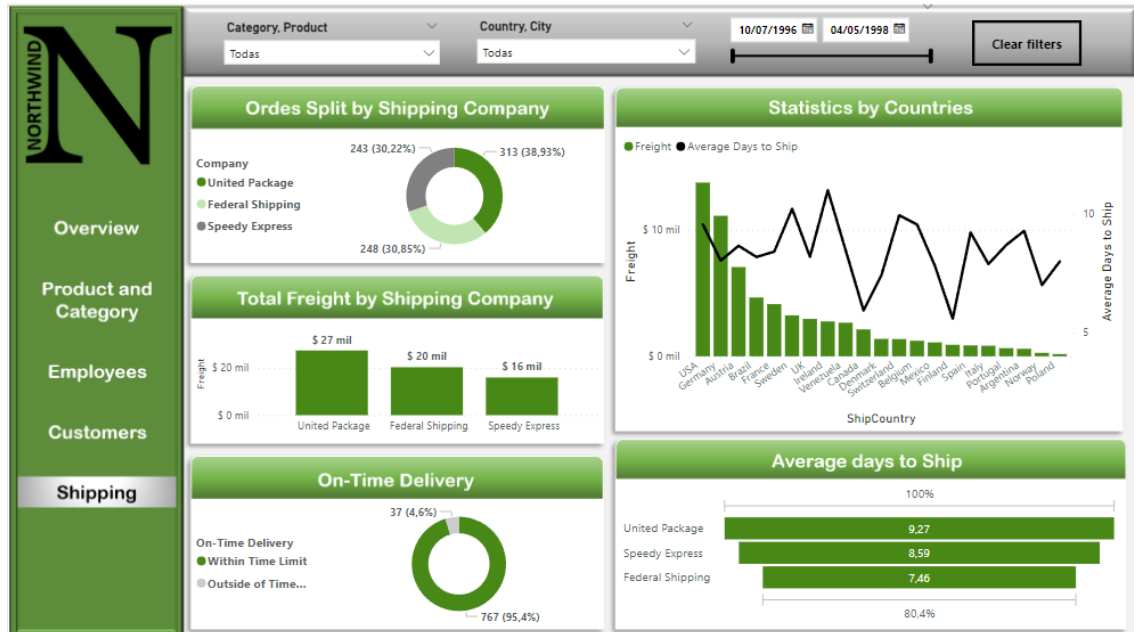 NORTHWIND
N
Overview
Product and
Category
Employees
Customers
Shipping
Category, Product
Todas
Country, City
Todas
10/07/1996
04/05/1998
Clear filters
Ordes Split by Shipping Company
Company
United Package
Federal Shipping
Speedy Express
243 (30,22%)
313 (38,93%)
248 (30,85%)
Total Freight by Shipping Company
Freight
$ 20 mil
$ 0 mil
$ 27 mil
$ 20 mil
$ 16 mil
United Package
Federal Shipping
Speedy Express
On-Time Delivery
On-Time Delivery
Within Time Limit
Outside of Time...
37 (4,6%)
767 (95,4%)
Statistics by Countries
Freight
Average Days to Ship
Freight
$ 10 mil
$ 0 mil
10
5
Average Days to Ship
USA
Germany
Austria
Brazil
France
Sweden
UK
Ireland
Venezuela
Canada
Denmark
Switzerland
Belgium
Mexico
Finland
Spain
Italy
Portugal
Argentina
Norway
Poland
ShipCountry
Average days to Ship
100%
United Package
9,27
Speedy Express
8,59
Federal Shipping
7,46
80,4%